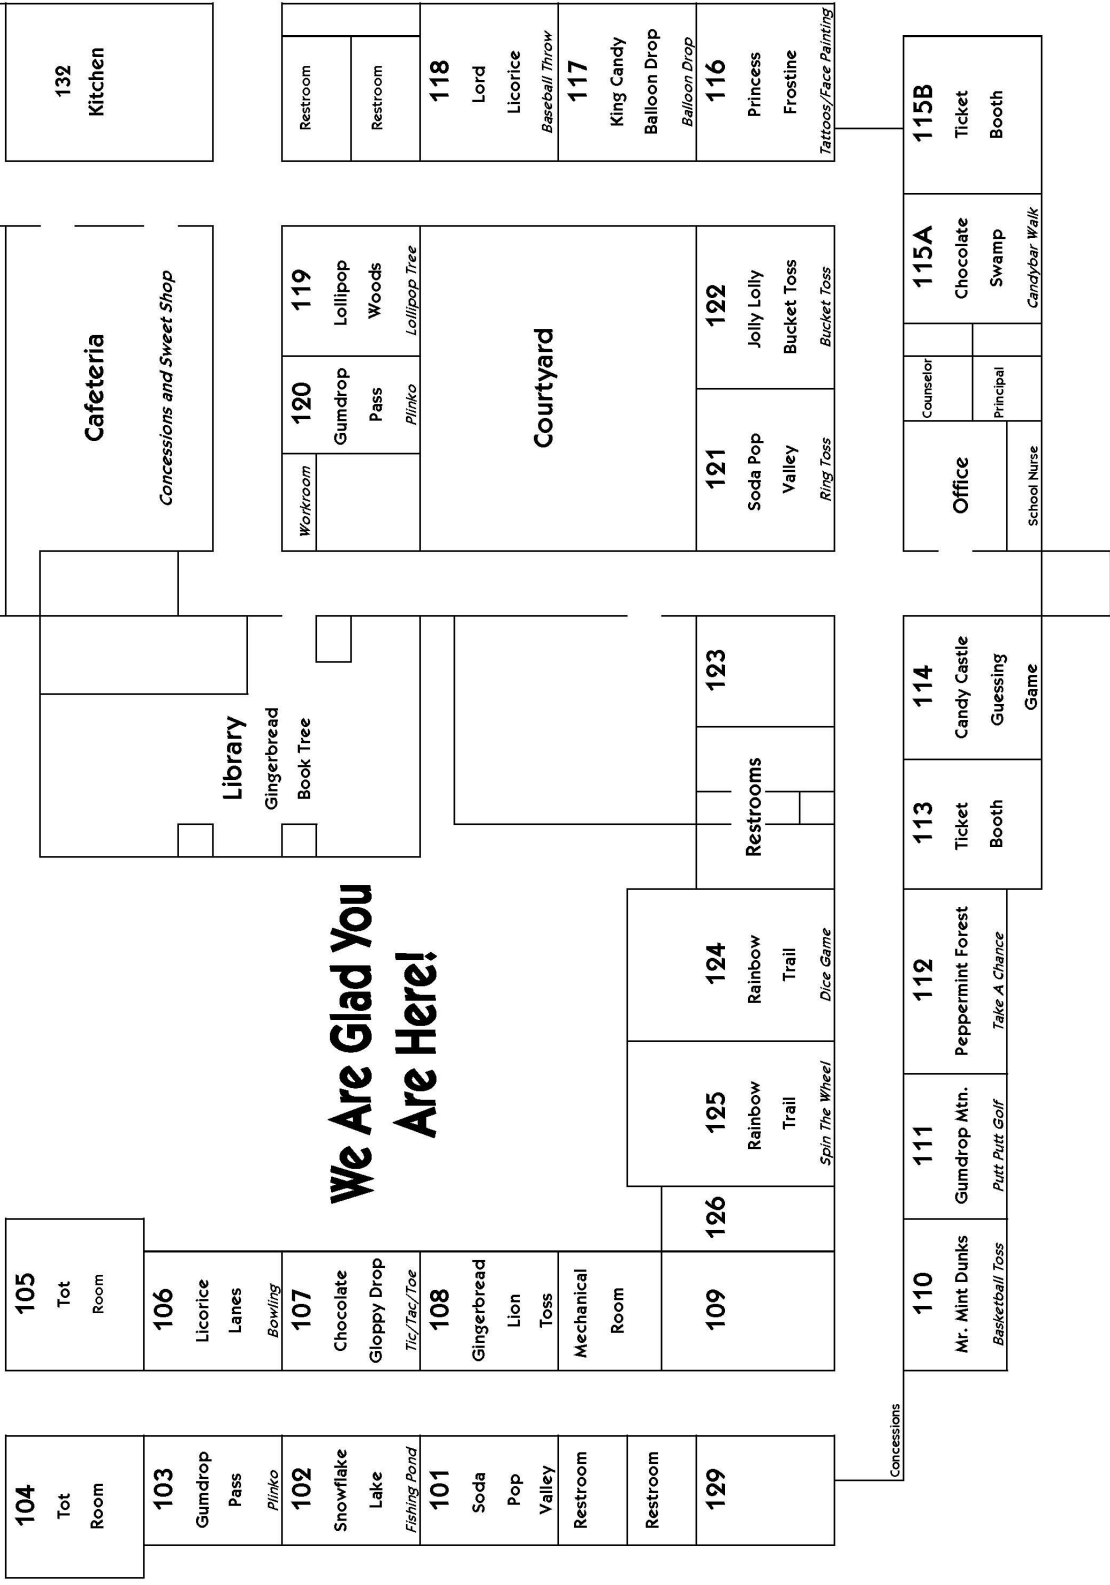 104
Tot
Room
105
Tot
Room
Cafeteria
Concessions and Sweet Shop
132
Kitchen
103
Gumdrop
Pass
Plinko
106
Licorice
Lanes
Bowling
Library
Gingerbread
Book Tree
102
Snowflake
Lake
Fishing Pond
107
Chocolate
Gloppy Drop
Tic/Tac/Toe
We Are Glad You
Are Here!
Workroom
120
Gumdrop
Pass
Plinko
119
Lollipop
Woods
Lollipop Tree
Restroom
Restroom
101
Soda
Pop
Valley
108
Gingerbread
Lion
Toss
Courtyard
118
Lord
Licorice
Baseball Throw
Restroom
Restroom
Mechanical
Room
117
King Candy
Balloon Drop
Balloon Drop
129
109
126
125
Rainbow
Trail
Spin The Wheel
124
Rainbow
Trail
Dice Game
Restrooms
123
121
Soda Pop
Valley
Ring Toss
122
Jolly Lolly
Bucket Toss
Bucket Toss
116
Princess
Frostine
Tattoos/Face Painting
Concessions
110
Mr. Mint Dunks
Basketball Toss
111
Gumdrop Mtn.
Putt Putt Golf
112
Peppermint Forest
Take A Chance
113
Ticket
Booth
114
Candy Castle
Guessing
Game
Office
School Nurse
Counselor
Principal
115A
Chocolate
Swamp
Candybar Walk
115B
Ticket
Booth